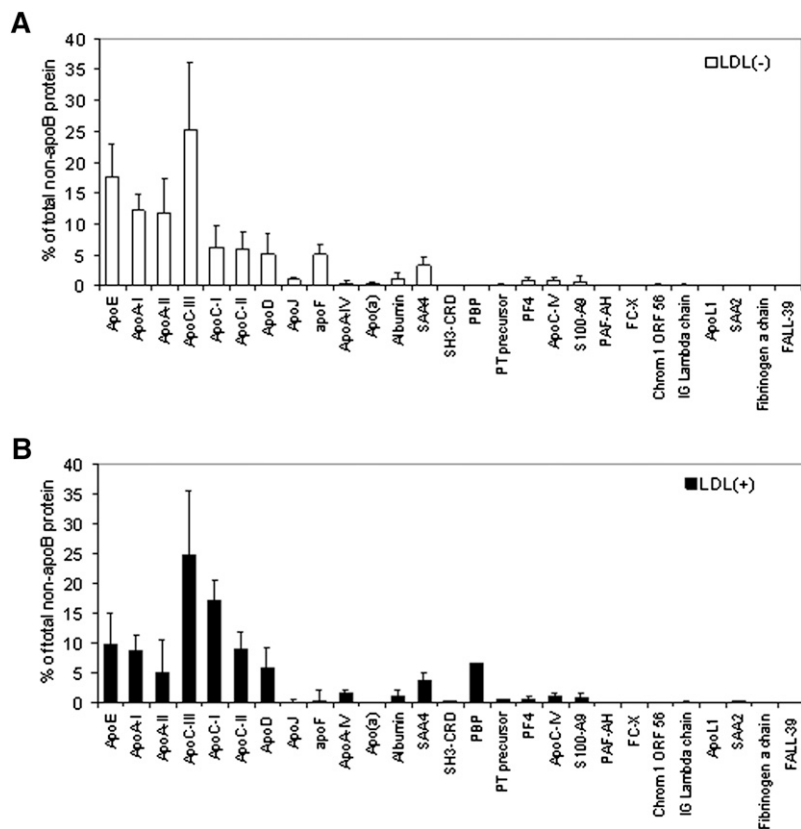 A
% of total non-apoB protein
40
35
30
25
20
15
10
5
0
LDL(-)
ApoE
ApoA-I
ApoA-II
ApoC-III
ApoC-I
ApoC-II
ApoD
ApoJ
apoF
ApoA-IV
Apo(a)
Albumin
SAA4
SH3-CRD
PBP
PT precursor
PF4
ApoC-IV
S100-A9
PAF-AH
FC-X
Chrom 1 ORF 56
IG Lambda chain
ApoL1
SAA2
Fibrinogen a chain
FALL-39
B
% of total non-apoB protein
40
35
30
25
20
15
10
5
0
LDL(+)
ApoE
ApoA-I
ApoA-II
ApoC-III
ApoC-I
ApoC-II
ApoD
ApoJ
apoF
ApoA-IV
Apo(a)
Albumin
SAA4
SH3-CRD
PBP
PT precursor
PF4
ApoC-IV
S100-A9
PAF-AH
FC-X
Chrom 1 ORF 56
IG Lambda chain
ApoL1
SAA2
Fibrinogen a chain
FALL-39